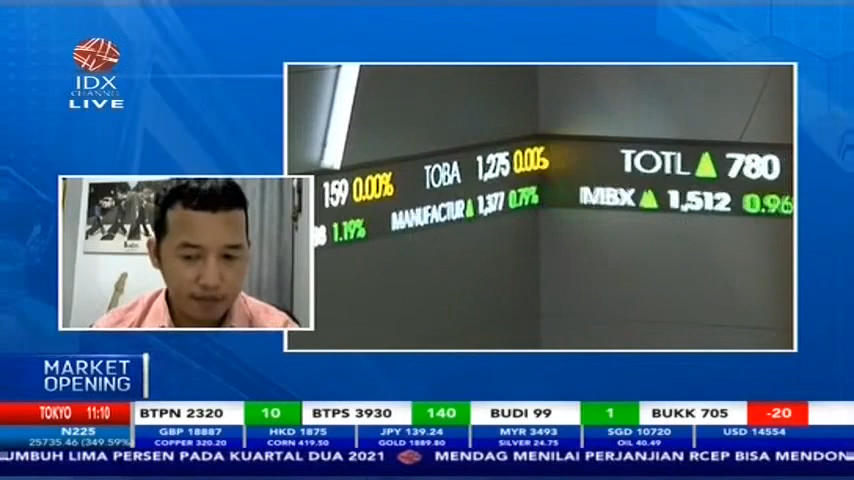 IDX
CHANNEL
LIVE
159 0.00% TOBA 1,275 0.00% TOTL 780
1.19% MANUFACTUR 1,377 0.79% IMBX 1,512 0.96
MARKET
OPENING
TOKYO 11:10 BTPN 2320 10 BTPS 3930 140 BUDI 99 1 BUKK 705 -20
N225 GBP 18887 HKD 1875 JPY 139.24 MYR 3493 SGD 10720 USD 14554
25735.46 (349.59%) COPPER 320.20 CORN 419.50 GOLD 1889.80 SILVER 24.75 OIL 40.49
UMBUH LIMA PERSEN PADA KUARTAL DUA 2021 MENDAG MENILAI PERJANJIAN RCEP BISA MENDON